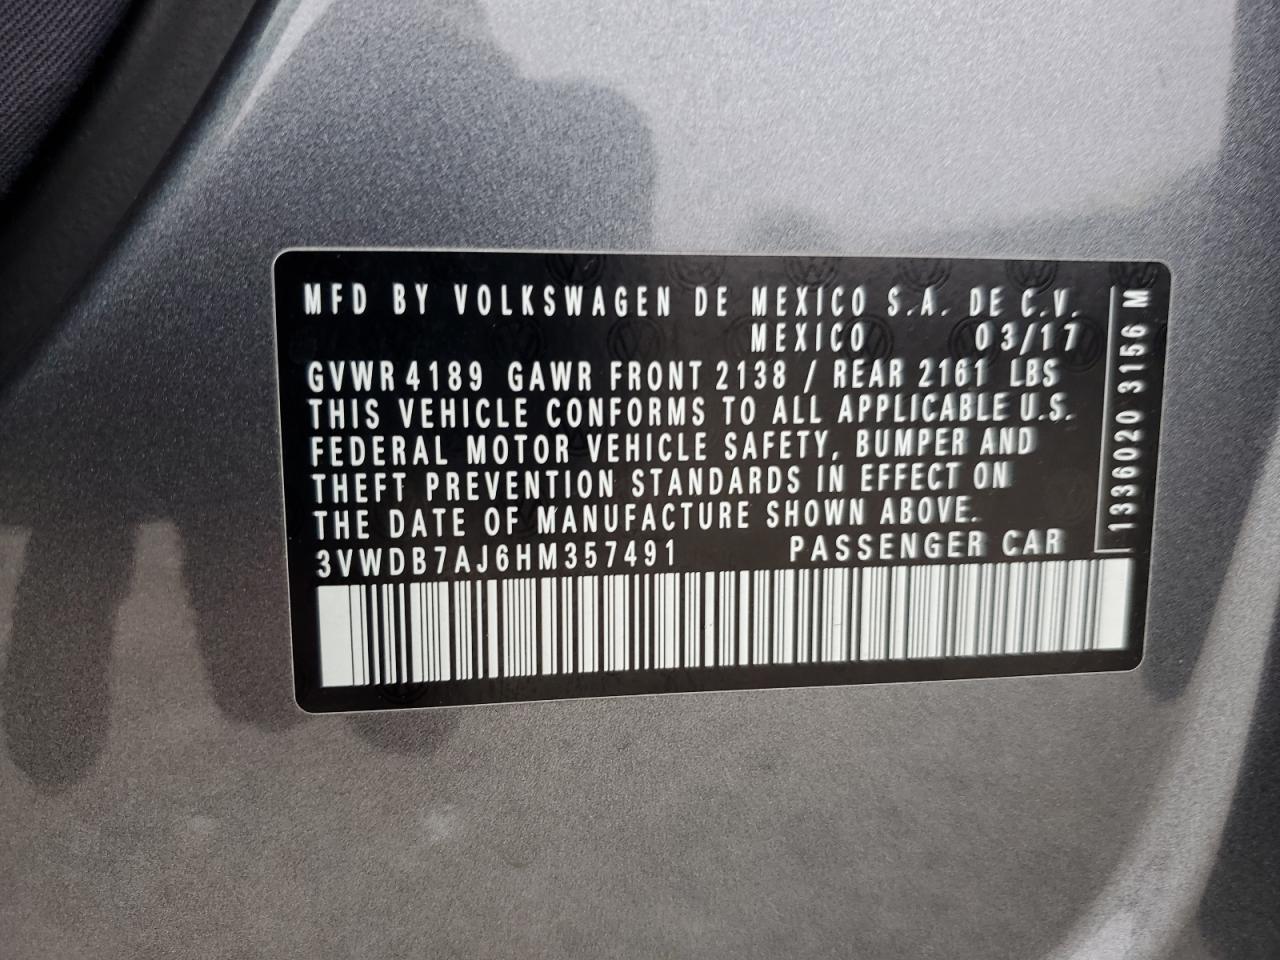 MFD BY VOLKSWAGEN DE MEXICO S.A. DE C.V.
MEXICO 03/17
GVWR 4189 GAWR FRONT 2138 / REAR 2161 LBS
THIS VEHICLE CONFORMS TO ALL APPLICABLE U.S.
FEDERAL MOTOR VEHICLE SAFETY, BUMPER AND
THEFT PREVENTION STANDARDS IN EFFECT ON
THE DATE OF MANUFACTURE SHOWN ABOVE.
3VWDB7AJ6HM357491 PASSENGER CAR
1336020 3156 M